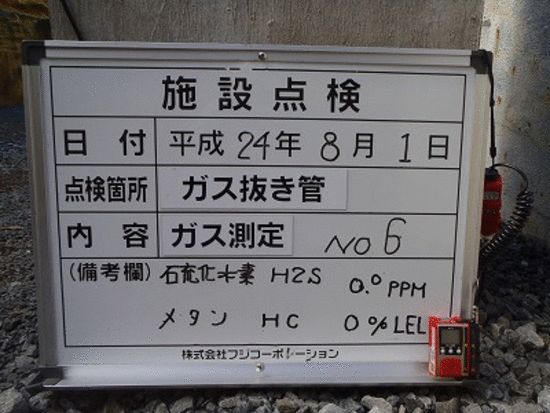 施設点検
日付 平成24年8月1日
点検箇所 ガス抜き管
内容 ガス測定 NO6
(備考欄) 石硫化水素 H2S 0.0 PPM
メタン HC 0%LEL
株式会社フジコーポレーション